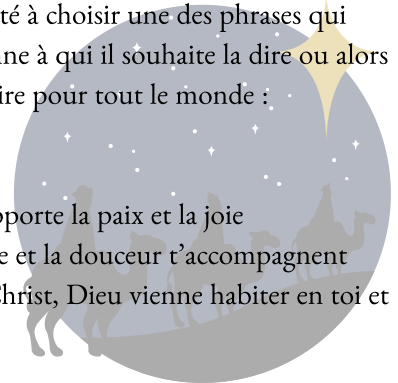 té à choisir une des phrases qui
ne à qui il souhaite la dire ou alors
ire pour tout le monde :
porte la paix et la joie
e et la douceur t’accompagnent
Christ, Dieu vienne habiter en toi et